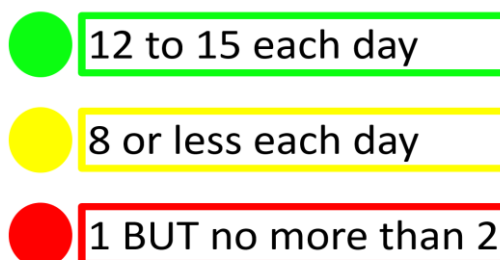 12 to 15 each day
8 or less each day
1 BUT no more than 2